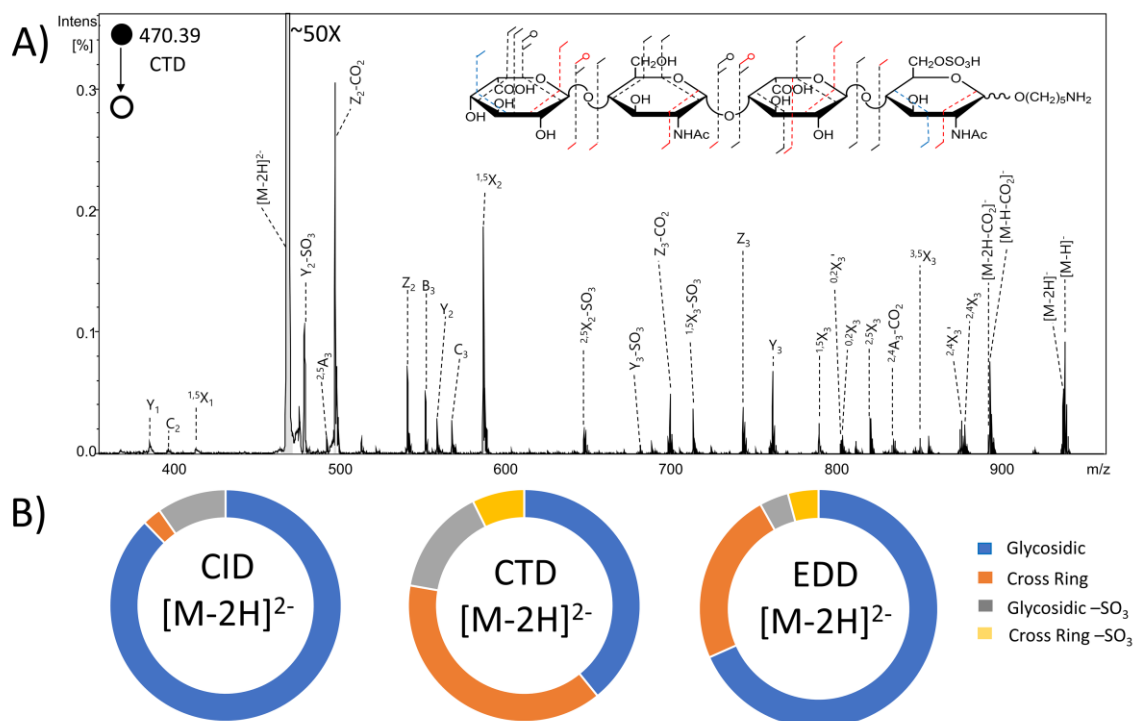 A)
Intens.
[%]
470.39
CTD
~50X
0.3
0.2
0.1
0.0
400
500
600
700
800
900
m/z
Y₁
C₂
¹,⁵X₁
[M-2H]²⁻
Y₂-SO₃
²,⁵A₃
Z₂-CO₂
Z₂
B₃
Y₂
C₃
¹,⁵X₂
²,⁵X₂-SO₃
Y₃-SO₃
Z₃-CO₂
¹,⁵X₃-SO₃
Z₃
Y₃
¹,⁵X₃
⁰,²X₃'
⁰,²X₃
²,⁵X₃
²,⁴A₃-CO₂
³,⁵X₃
²,⁴X₃'
²,⁴X₃
[M-2H-CO₂]⁻
[M-H-CO₂]⁻
[M-2H]⁻
[M-H]⁻
COOH
OH
HO
O
OH
O
CH₂OH
O
OH
NHAc
O
COOH
O
OH
OH
O
CH₂OSO₃H
O
OH
NHAc
O(CH₂)₅NH₂
B)
CID
[M-2H]²⁻
CTD
[M-2H]²⁻
EDD
[M-2H]²⁻
Glycosidic
Cross Ring
Glycosidic –SO₃
Cross Ring –SO₃